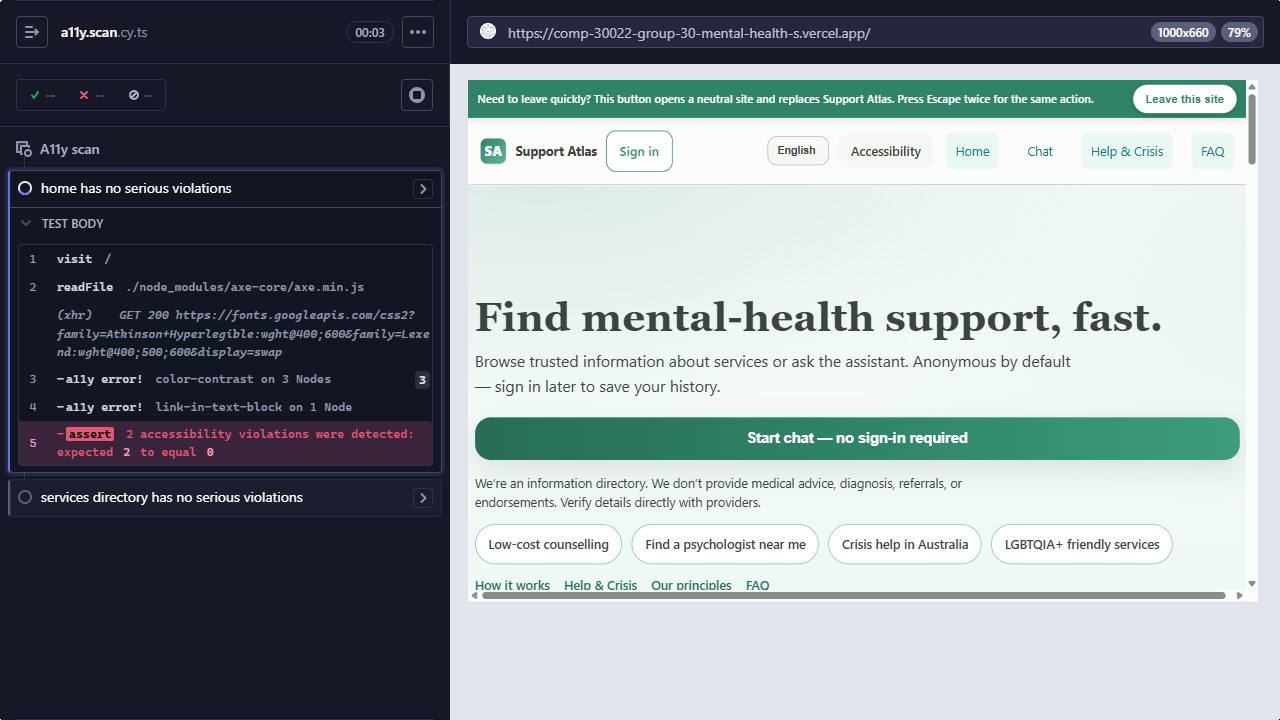 a11y.scan.cy.ts
00:03
--
--
--
A11y scan
home has no serious violations
TEST BODY
1 visit /
2 readFile ./node_modules/axe-core/axe.min.js
(xhr) GET 200 https://fonts.googleapis.com/css2?
family=Atkinson+Hyperlegible:wght@400;600&family=Lexe
nd:wght@400;500;600&display=swap
3 -a11y error! color-contrast on 3 Nodes 3
4 -a11y error! link-in-text-block on 1 Node
5 -assert 2 accessibility violations were detected:
expected 2 to equal 0
services directory has no serious violations
https://comp-30022-group-30-mental-health-s.vercel.app/
1000x660
79%
Need to leave quickly? This button opens a neutral site and replaces Support Atlas. Press Escape twice for the same action.
Leave this site
SA Support Atlas
Sign in
English
Accessibility
Home
Chat
Help & Crisis
FAQ
Find mental-health support, fast.
Browse trusted information about services or ask the assistant. Anonymous by default
— sign in later to save your history.
Start chat — no sign-in required
We're an information directory. We don't provide medical advice, diagnosis, referrals, or
endorsements. Verify details directly with providers.
Low-cost counselling
Find a psychologist near me
Crisis help in Australia
LGBTQIA+ friendly services
How it works
Help & Crisis
Our principles
FAQ